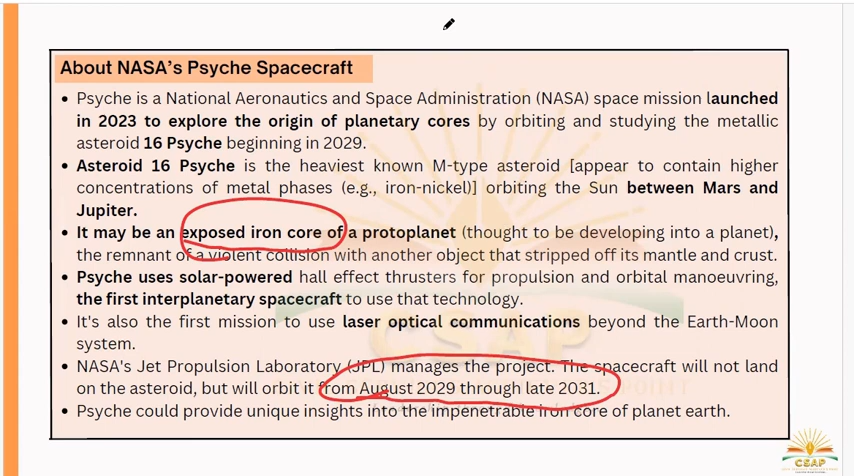 About NASA's Psyche Spacecraft
• Psyche is a National Aeronautics and Space Administration (NASA) space mission launched
in 2023 to explore the origin of planetary cores by orbiting and studying the metallic
asteroid 16 Psyche beginning in 2029.
• Asteroid 16 Psyche is the heaviest known M-type asteroid [appear to contain higher
concentrations of metal phases (e.g., iron-nickel)] orbiting the Sun between Mars and
Jupiter.
• It may be an exposed iron core of a protoplanet (thought to be developing into a planet),
the remnant of a violent collision with another object that stripped off its mantle and crust.
• Psyche uses solar-powered hall effect thrusters for propulsion and orbital manoeuvring,
the first interplanetary spacecraft to use that technology.
• It's also the first mission to use laser optical communications beyond the Earth-Moon
system.
• NASA's Jet Propulsion Laboratory (JPL) manages the project. The spacecraft will not land
on the asteroid, but will orbit it from August 2029 through late 2031.
• Psyche could provide unique insights into the impenetrable iron core of planet earth.
CSAP
CSAP